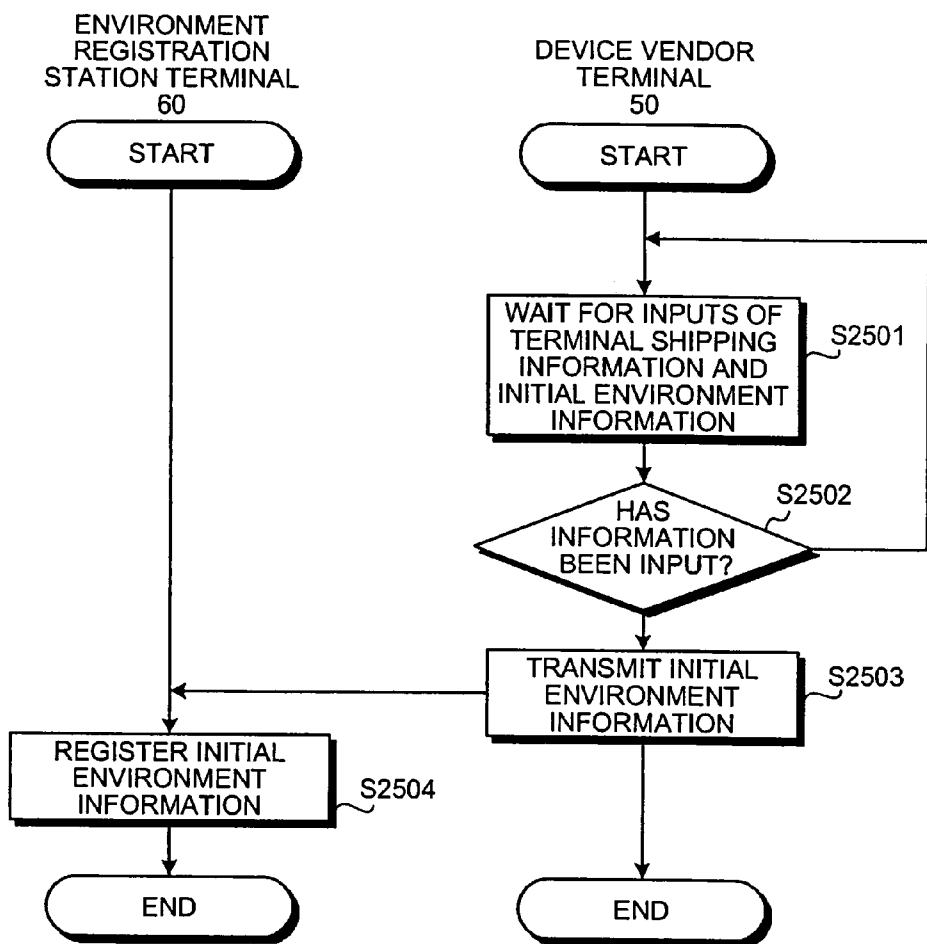 ENVIRONMENT
REGISTRATION
STATION TERMINAL
60
DEVICE VENDOR
TERMINAL
50
START
START
WAIT FOR INPUTS OF
TERMINAL SHIPPING
INFORMATION AND
INITIAL ENVIRONMENT
INFORMATION
S2501
HAS
INFORMATION
BEEN INPUT?
S2502
TRANSMIT INITIAL
ENVIRONMENT
INFORMATION
S2503
REGISTER INITIAL
ENVIRONMENT
INFORMATION
S2504
END
END